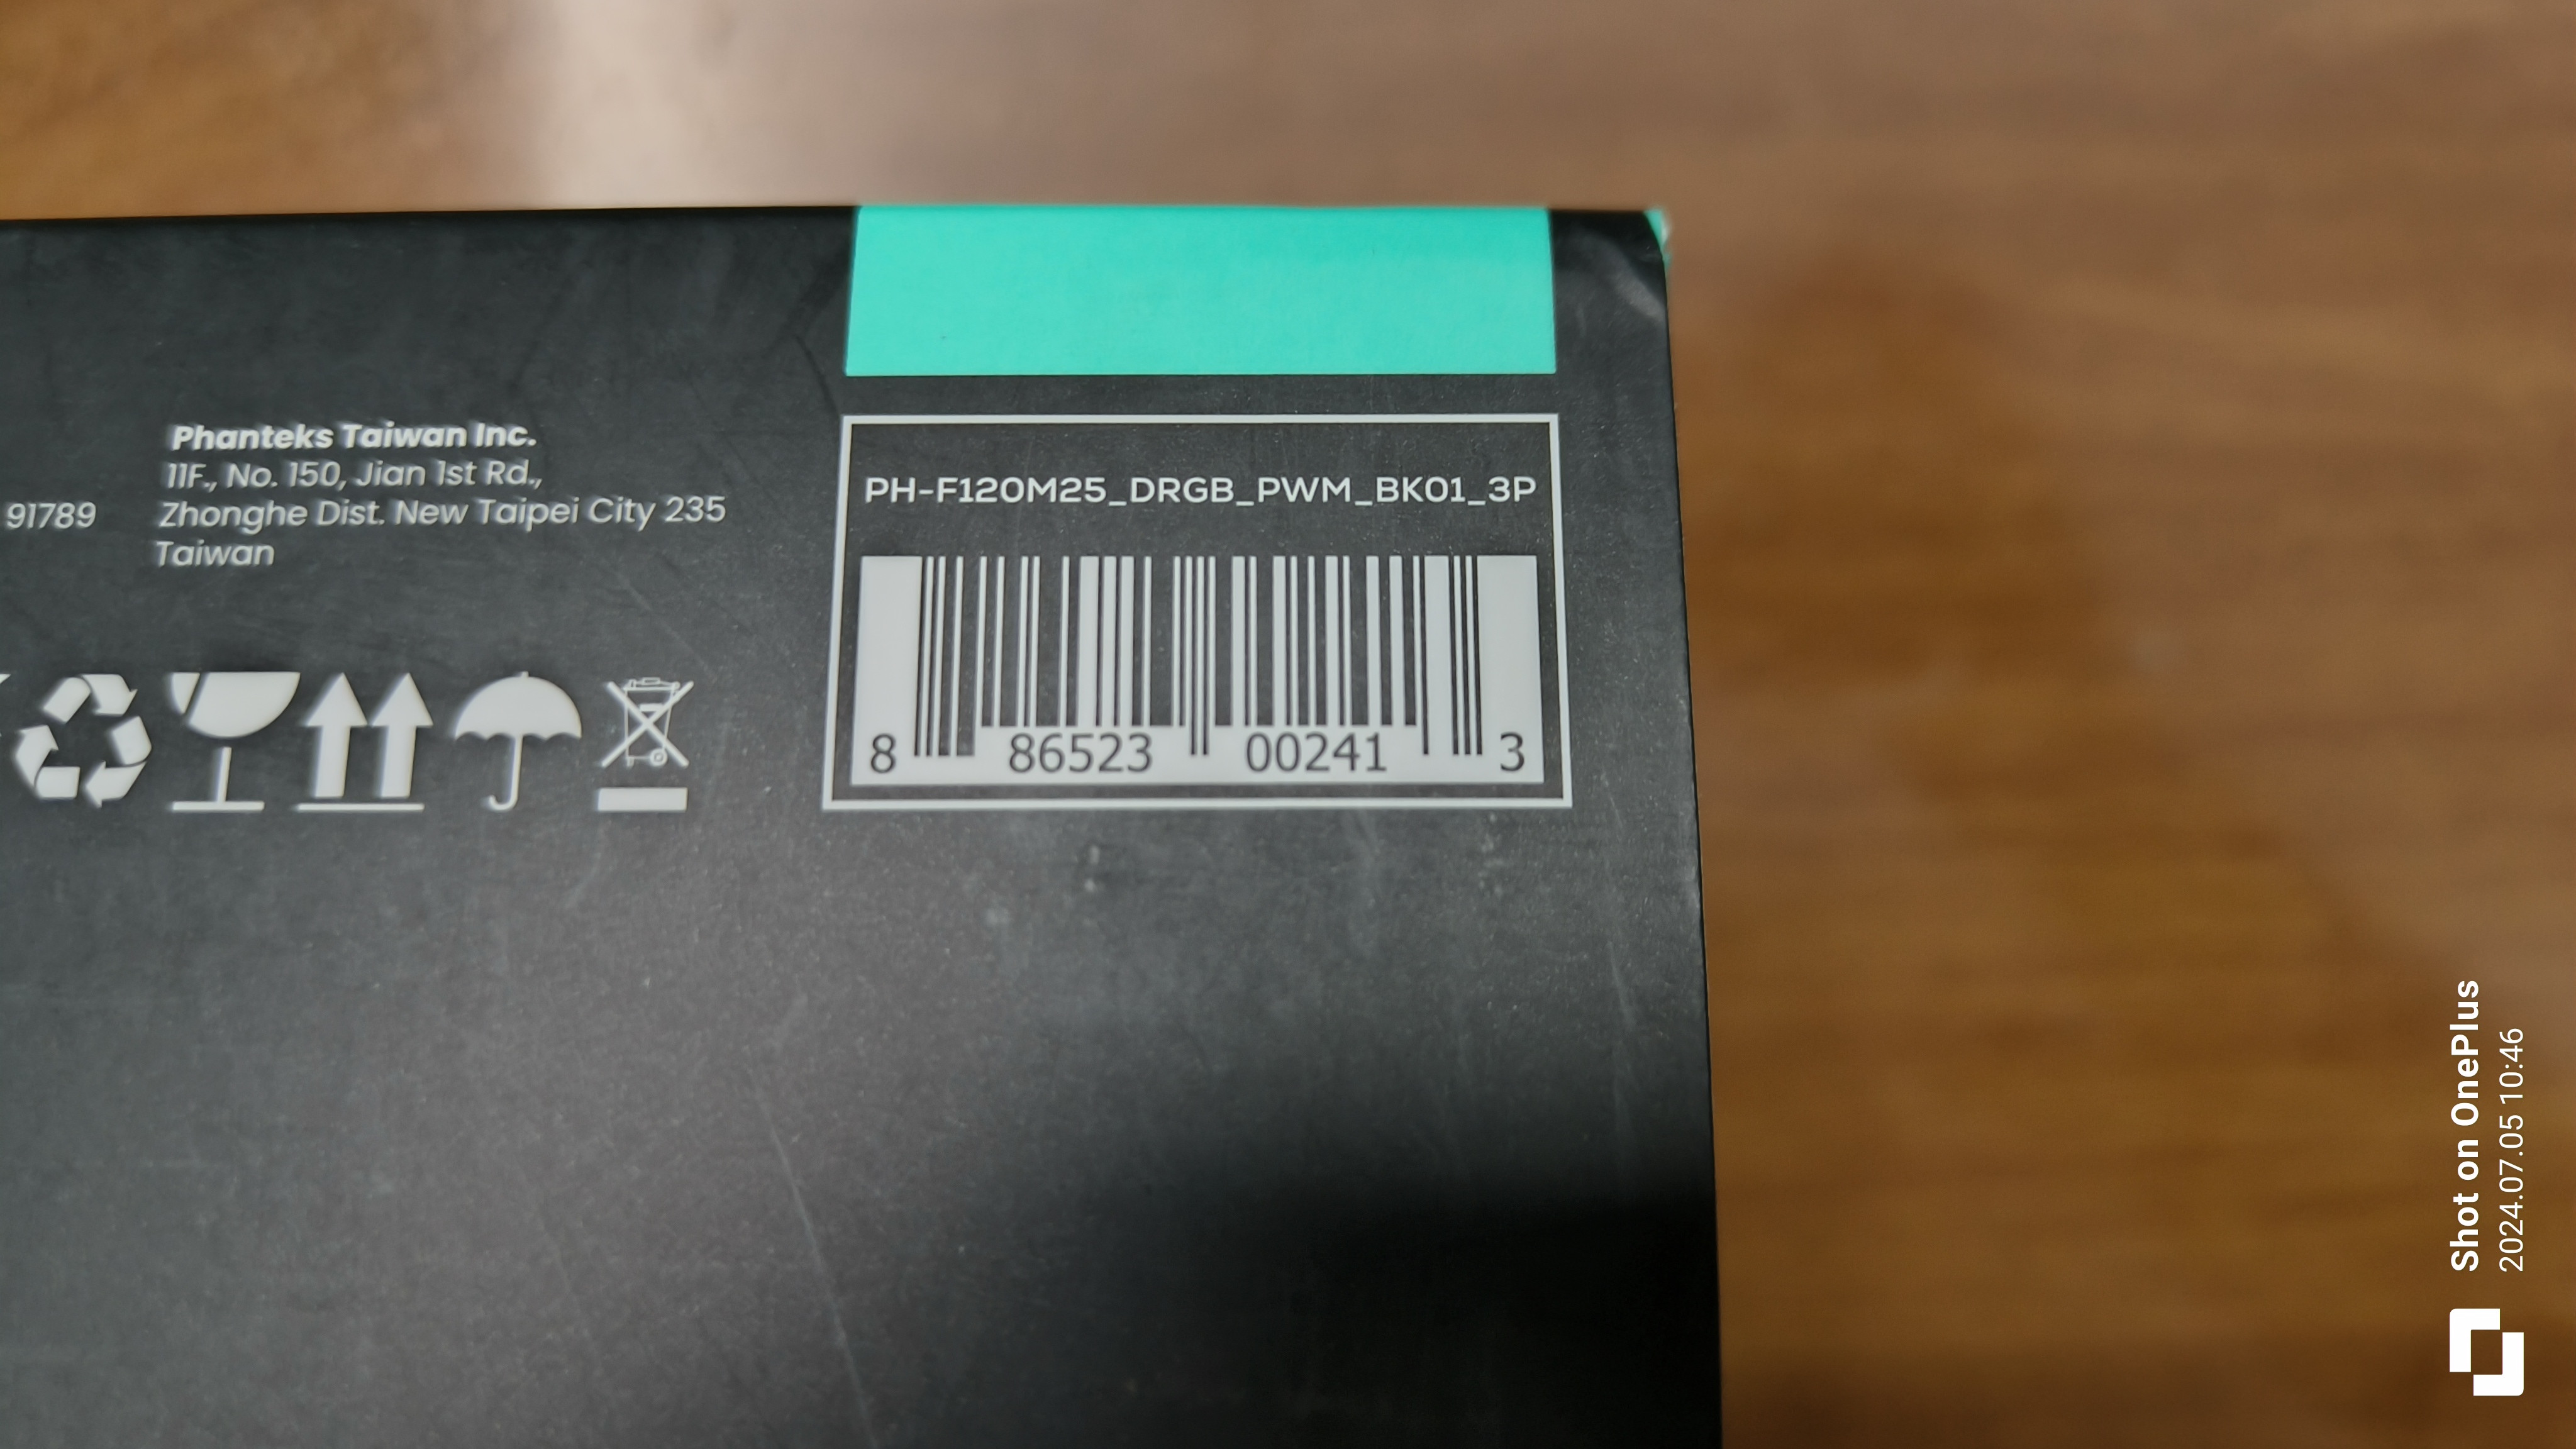 Phanteks Taiwan Inc.
11F., No. 150, Jian 1st Rd.,
91789
Zhonghe Dist. New Taipei City 235
Taiwan
PH-F120M25_DRGB_PWM_BK01_3P
8 86523 00241 3
Shot on OnePlus
2024.07.05 10:46